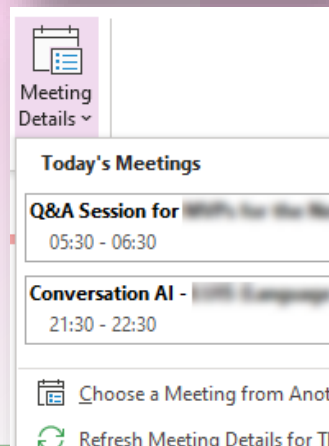 Meeting
Details
Today's Meetings
Q&A Session for
05:30 - 06:30
Conversation AI -
21:30 - 22:30
Choose a Meeting from Anot
Refresh Meeting Details for Th